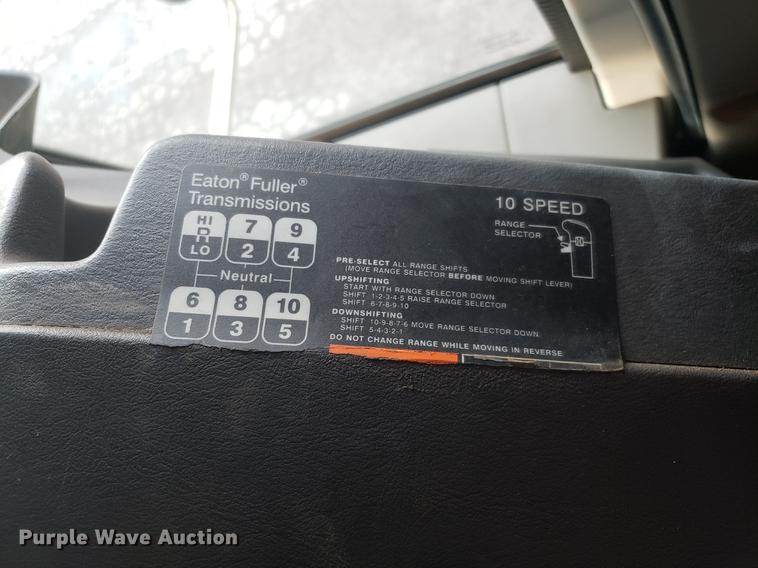 Eaton® Fuller®
Transmissions
HI 7 9
R
LO 2 4
Neutral
6 8 10
1 3 5
10 SPEED
RANGE
SELECTOR
PRE-SELECT ALL RANGE SHIFTS
(MOVE RANGE SELECTOR BEFORE MOVING SHIFT LEVER)
UPSHIFTING
START WITH RANGE SELECTOR DOWN
SHIFT 1-2-3-4-5 RAISE RANGE SELECTOR
SHIFT 6-7-8-9-10
DOWNSHIFTING
SHIFT 10-9-8-7-6 MOVE RANGE SELECTOR DOWN
SHIFT 5-4-3-2-1
DO NOT CHANGE RANGE WHILE MOVING IN REVERSE
Purple Wave Auction